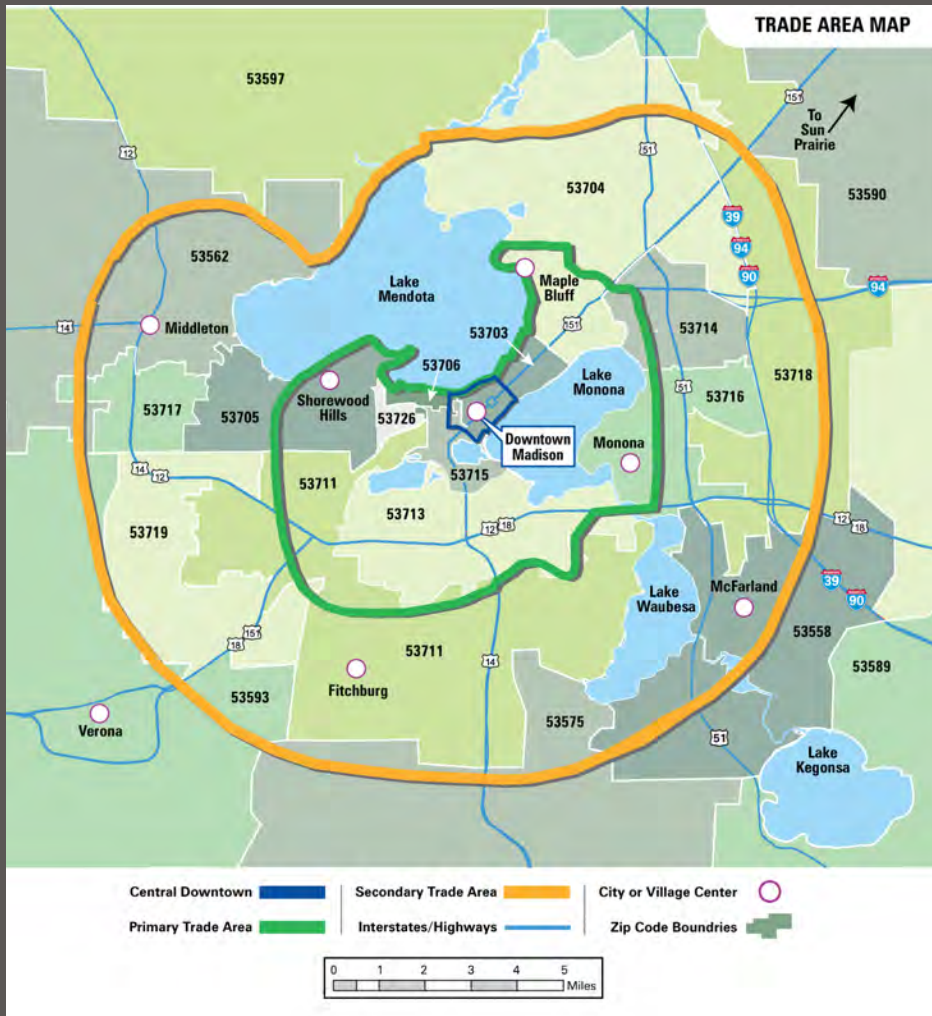 TRADE AREA MAP
53597
151
To
Sun
Prairie
12
51
53704
53590
39
94
90
53562
Lake
Mendota
Maple
Bluff
94
14
Middleton
53703
151
53714
53706
Lake
Monona
53718
Shorewood
Hills
51
53717
53705
53726
53716
Downtown
Madison
Monona
14
12
53711
53715
53713
12
18
53719
12
18
Lake
Waubesa
McFarland
39
90
151
18
53711
14
53558
53589
Fitchburg
53593
Verona
53575
51
Lake
Kegonsa
Central Downtown
Secondary Trade Area
City or Village Center
Primary Trade Area
Interstates/Highways
Zip Code Boundries
0 1 2 3 4 5
Miles